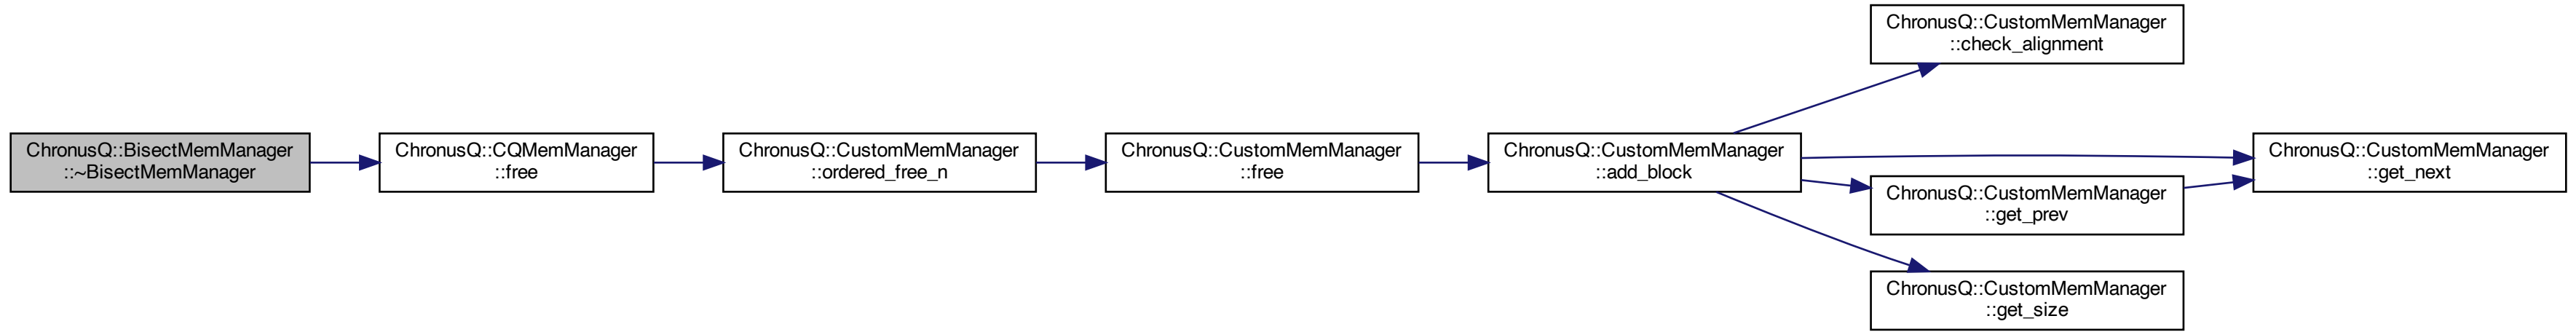 ChronusQ::BisectMemManager
::~BisectMemManager
ChronusQ::CQMemManager
::free
ChronusQ::CustomMemManager
::ordered_free_n
ChronusQ::CustomMemManager
::free
ChronusQ::CustomMemManager
::add_block
ChronusQ::CustomMemManager
::check_alignment
ChronusQ::CustomMemManager
::get_next
ChronusQ::CustomMemManager
::get_prev
ChronusQ::CustomMemManager
::get_size